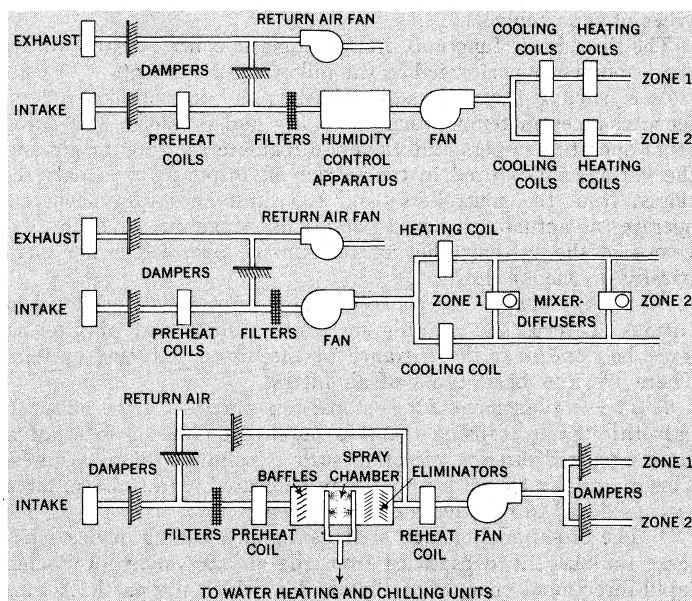 RETURN AIR FAN
COOLING COILS
HEATING COILS
EXHAUST
DAMPERS
ZONE 1
INTAKE
PREHEAT COILS
FILTERS
HUMIDITY CONTROL APPARATUS
FAN
ZONE 2
COOLING COILS
HEATING COILS
RETURN AIR FAN
HEATING COIL
EXHAUST
DAMPERS
INTAKE
ZONE 1
MIXER-
DIFFUSERS
ZONE 2
PREHEAT COILS
FILTERS
FAN
COOLING COIL
RETURN AIR
DAMPERS
BAFFLES
SPRAY CHAMBER
ELIMINATORS
ZONE 1
INTAKE
DAMPERS
FILTERS
PREHEAT COIL
REHEAT COIL
FAN
ZONE 2
TO WATER HEATING AND CHILLING UNITS